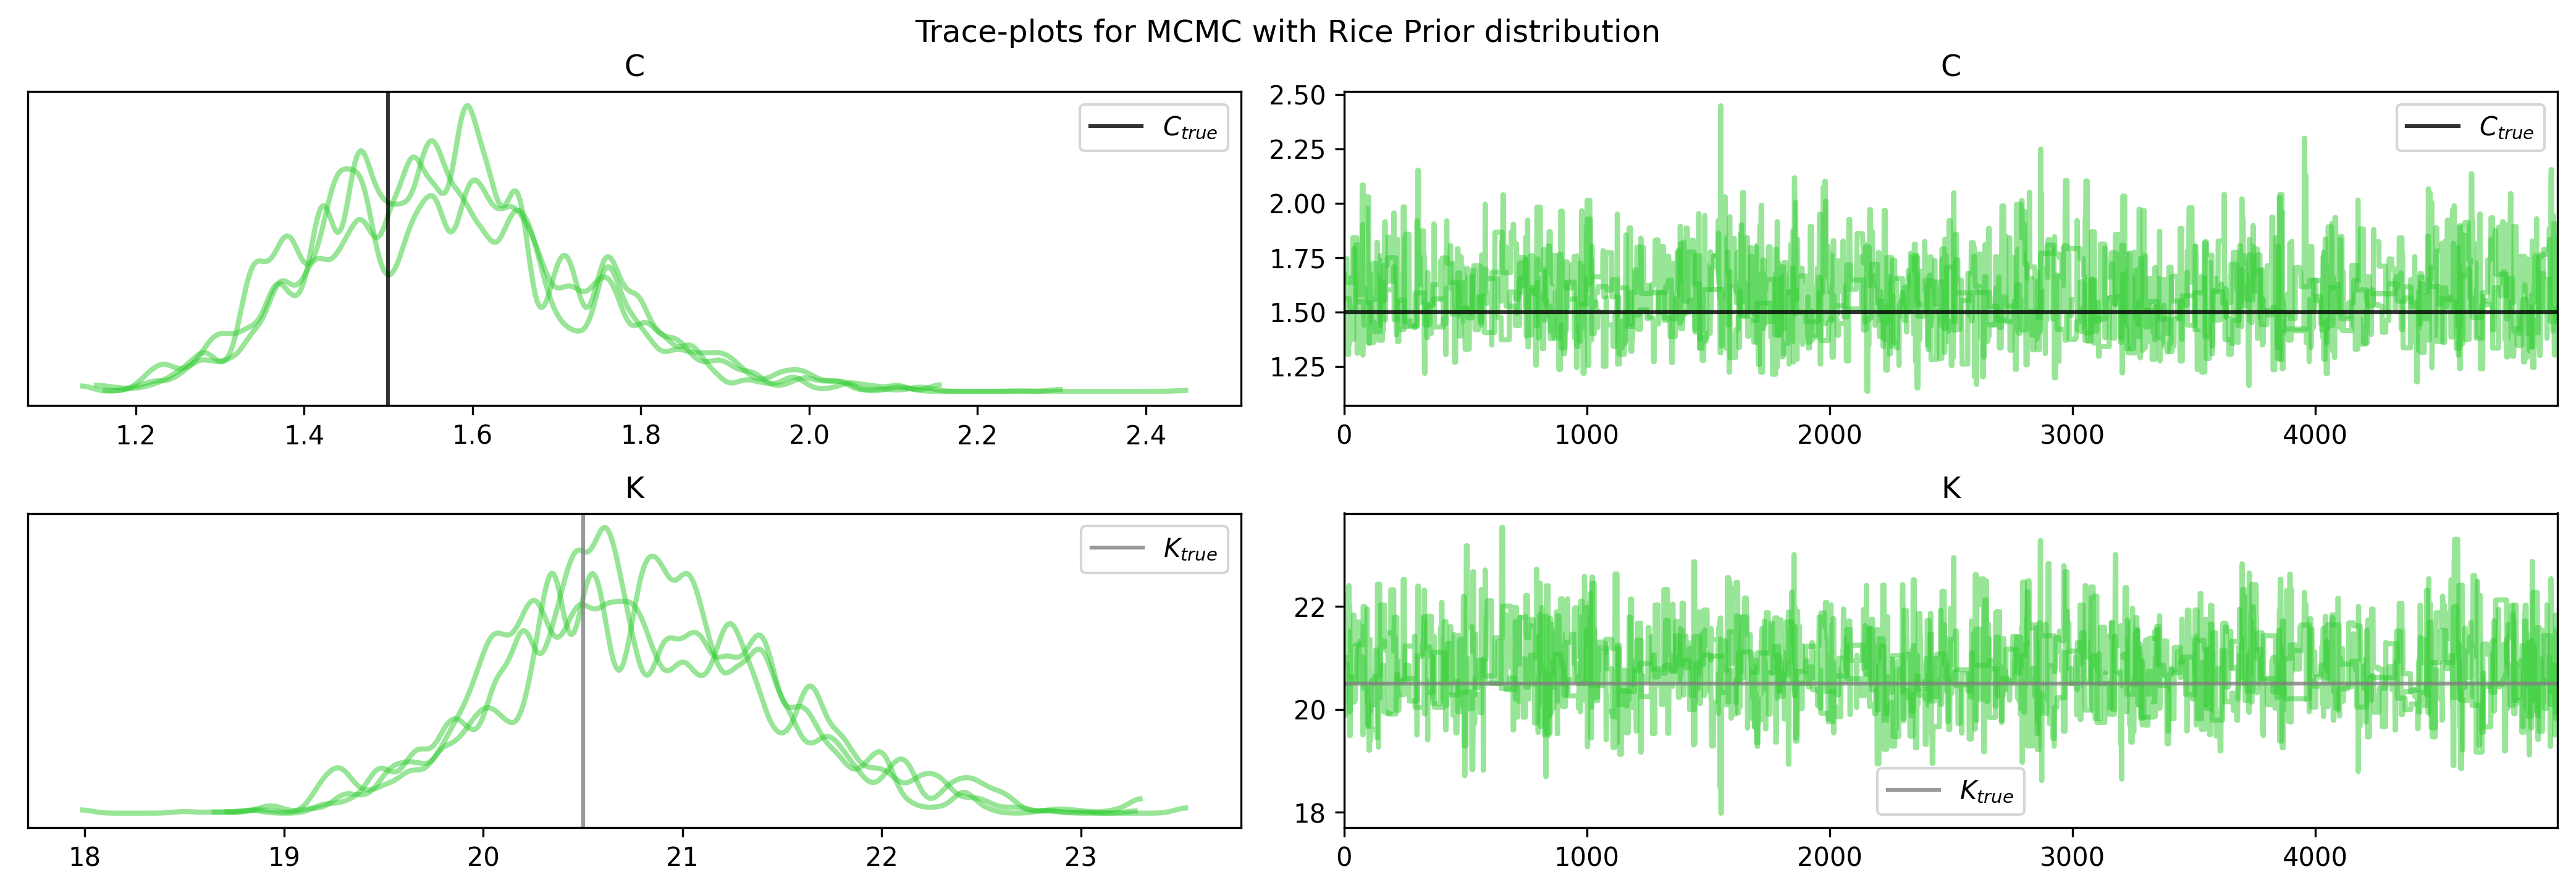 Trace-plots for MCMC with Rice Prior distribution
C
C_true
1.2 1.4 1.6 1.8 2.0 2.2 2.4
C
C_true
2.50
2.25
2.00
1.75
1.50
1.25
0 1000 2000 3000 4000
K
K_true
18 19 20 21 22 23
K
22
20
18
K_true
0 1000 2000 3000 4000